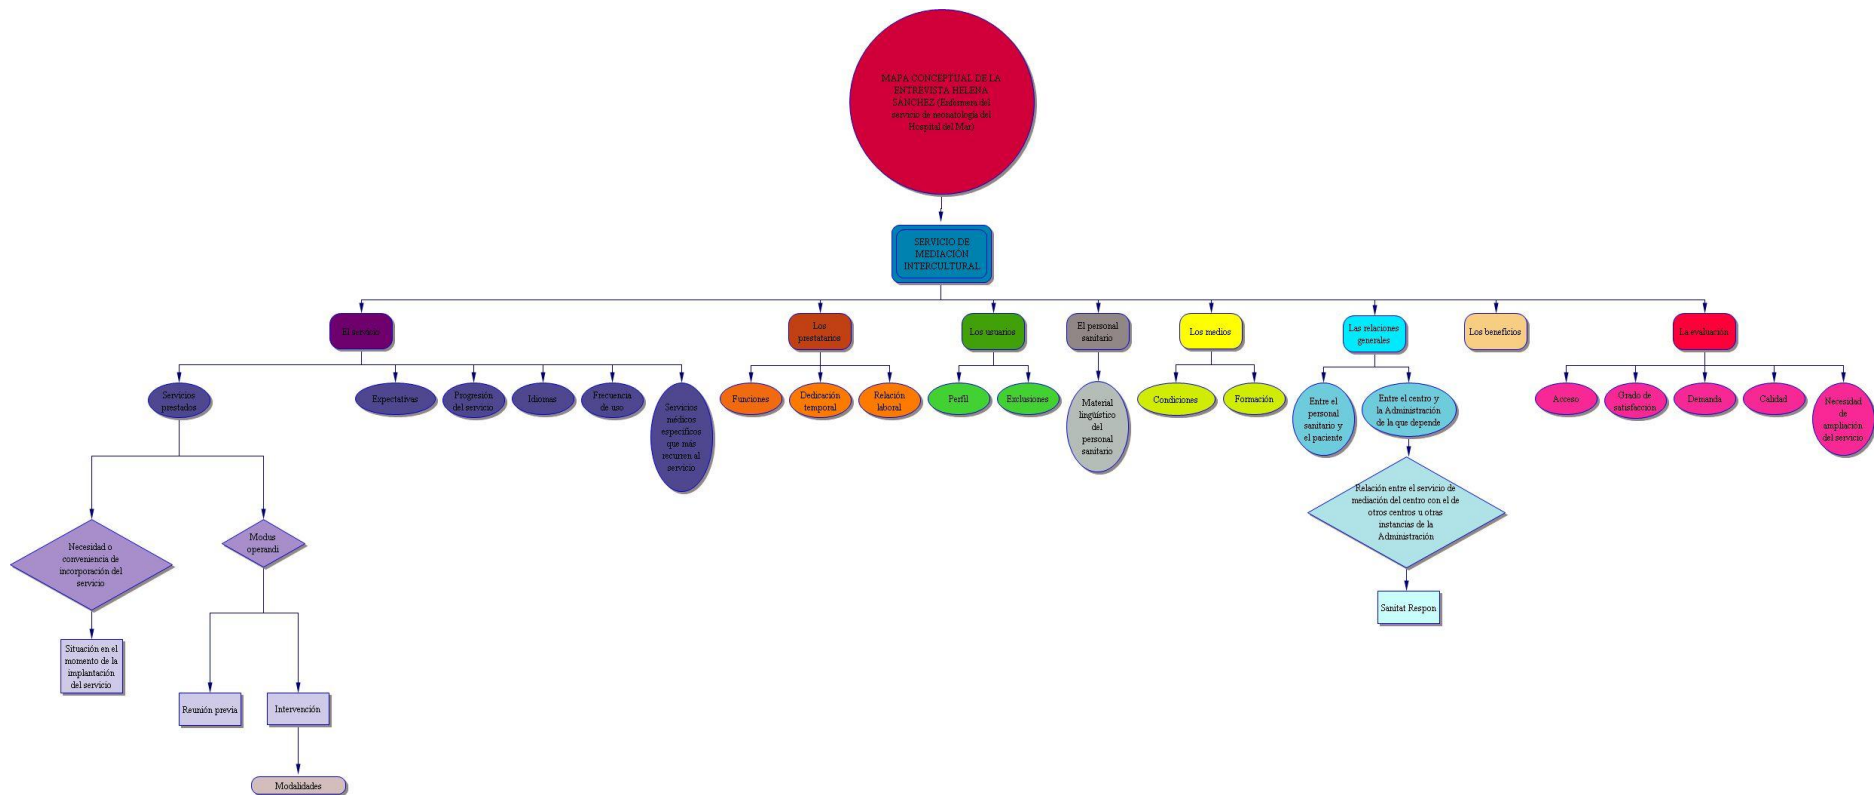 MAPA CONCEPTUAL DE LA
ENTREVISTA HELENA
SÁNCHEZ (Enfermera del
servicio de neonatología del
Hospital del Mar)
SERVICIO DE
MEDIACIÓN
INTERCULTURAL
El servicio
Los
prestatarios
Los usuarios
El personal
sanitario
Los medios
Las relaciones
generales
Los beneficios
La evaluación
Servicios
prestados
Expectativas
Progresión
del servicio
Idiomas
Frecuencia
de uso
Servicios
médicos
específicos
que más
recurren al
servicio
Funciones
Dedicación
temporal
Relación
laboral
Perfil
Exclusiones
Material
lingüístico
del
personal
sanitario
Condiciones
Formación
Entre el
personal
sanitario y
el paciente
Entre el centro y
la Administración
de la que depende
Acceso
Grado de
satisfacción
Demanda
Calidad
Necesidad
de
ampliación
del servicio
Relación entre el servicio de
mediación del centro con el de
otros centros u otras
instancias de la
Administración
Sanitat Respon
Necesidad o
conveniencia de
incorporación del
servicio
Modus
operandi
Situación en el
momento de la
implantación
del servicio
Reunión previa
Intervención
Modalidades